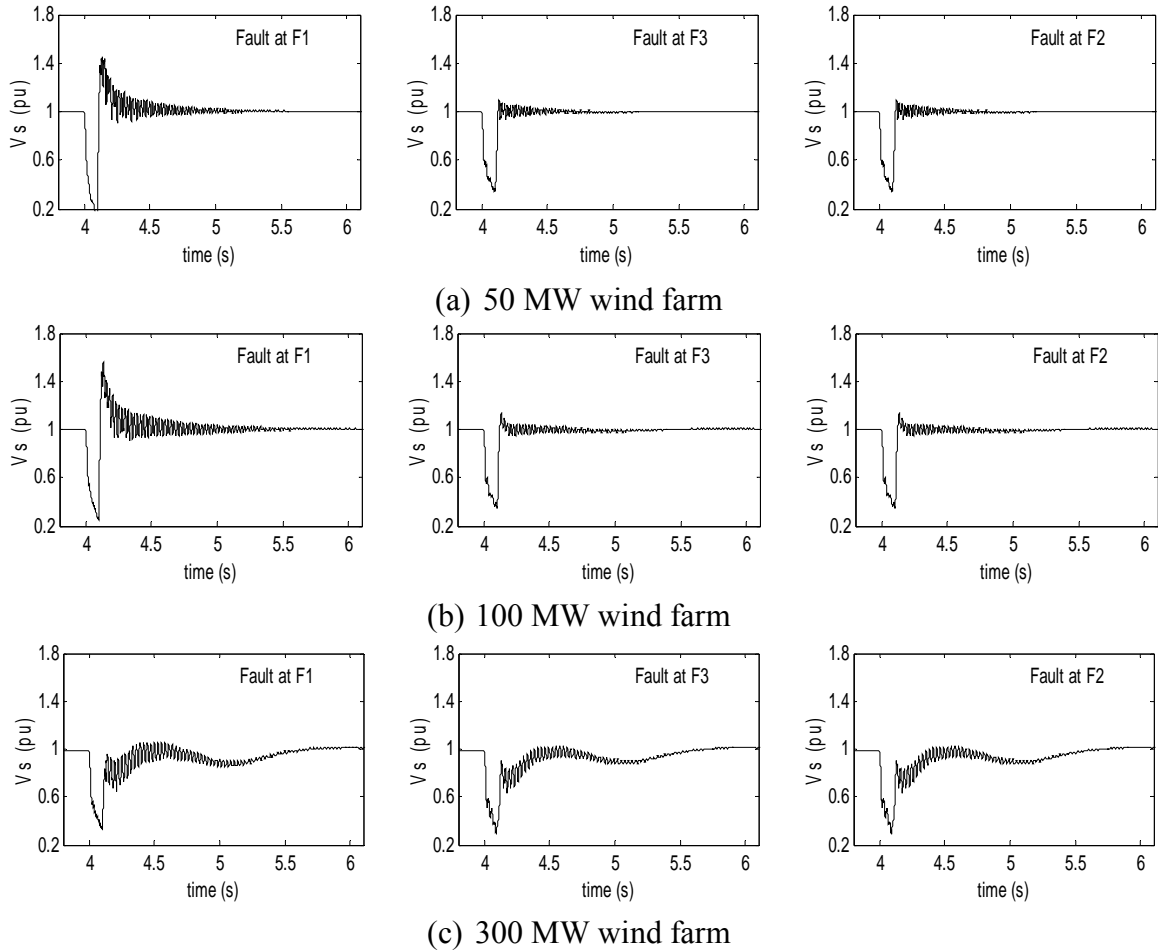 1.8
1.4
1
0.6
0.2
V s (pu)
Fault at F1
4 4.5 5 5.5 6
time (s)
1.8
1.4
1
0.6
0.2
V s (pu)
Fault at F3
4 4.5 5 5.5 6
time (s)
1.8
1.4
1
0.6
0.2
V s (pu)
Fault at F2
4 4.5 5 5.5 6
time (s)
(a) 50 MW wind farm
1.8
1.4
1
0.6
0.2
V s (pu)
Fault at F1
4 4.5 5 5.5 6
time (s)
1.8
1.4
1
0.6
0.2
V s (pu)
Fault at F3
4 4.5 5 5.5 6
time (s)
1.8
1.4
1
0.6
0.2
V s (pu)
Fault at F2
4 4.5 5 5.5 6
time (s)
(b) 100 MW wind farm
1.8
1.4
1
0.6
0.2
V s (pu)
Fault at F1
4 4.5 5 5.5 6
time (s)
1.8
1.4
1
0.6
0.2
V s (pu)
Fault at F3
4 4.5 5 5.5 6
time (s)
1.8
1.4
1
0.6
0.2
V s (pu)
Fault at F2
4 4.5 5 5.5 6
time (s)
(c) 300 MW wind farm